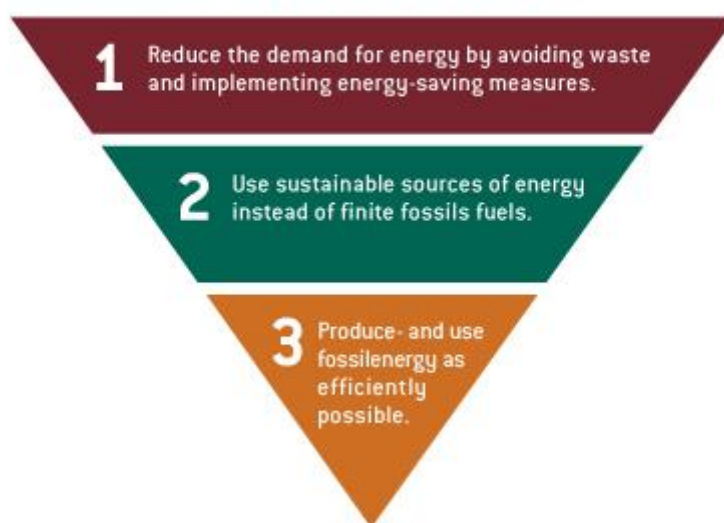 1 Reduce the demand for energy by avoiding waste
and implementing energy-saving measures.
2 Use sustainable sources of energy
instead of finite fossils fuels.
3 Produce- and use
fossilenergy as
efficiently
possible.